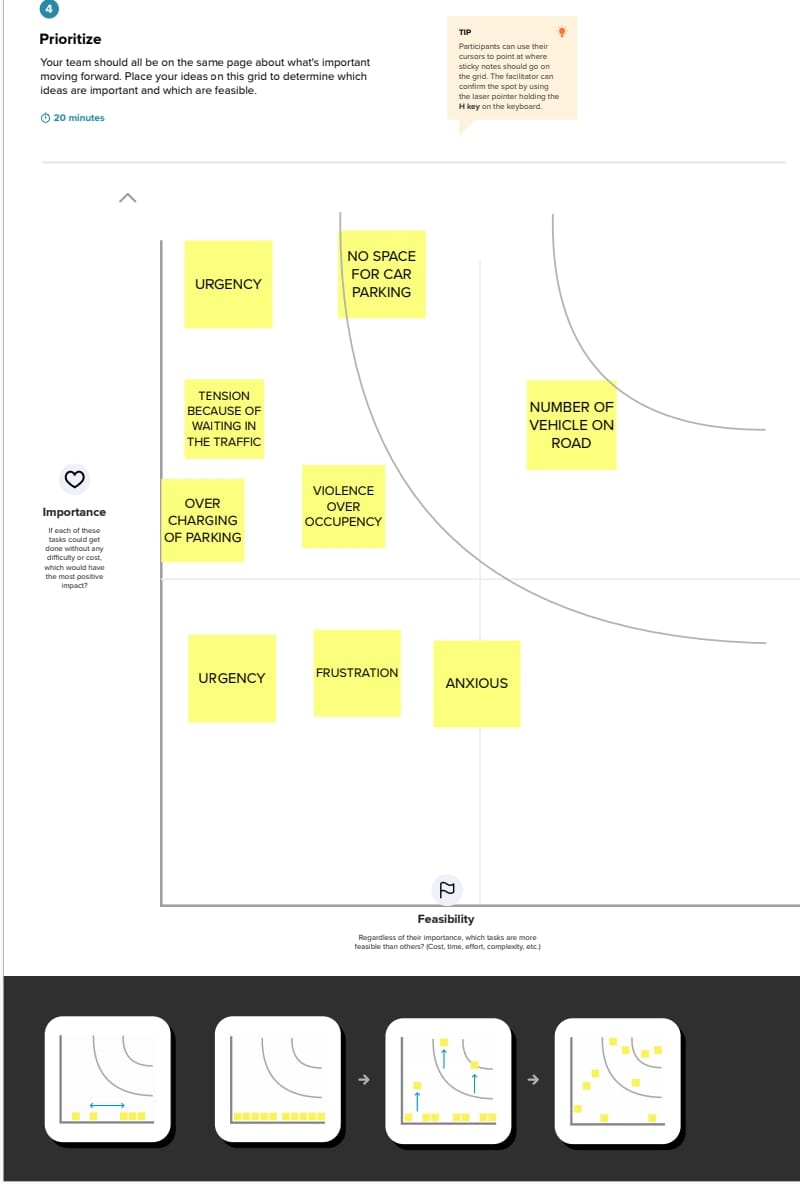 4
Prioritize
Your team should all be on the same page about what's important
moving forward. Place your ideas on this grid to determine which
ideas are important and which are feasible.
20 minutes
TIP
Participants can use their
cursors to point at where
sticky notes should go on
the grid. The facilitator can
confirm the spot by using
the laser pointer holding the
H key on the keyboard.
URGENCY
NO SPACE
FOR CAR
PARKING
TENSION
BECAUSE OF
WAITING IN
THE TRAFFIC
NUMBER OF
VEHICLE ON
ROAD
OVER
CHARGING
OF PARKING
VIOLENCE
OVER
OCCUPENCY
Importance
If each of these
tasks could get
done without any
difficulty or cost,
which would have
the most positive
impact?
URGENCY
FRUSTRATION
ANXIOUS
Feasibility
Regardless of their importance, which tasks are more
feasible than others? (Cost, time, effort, complexity, etc.)